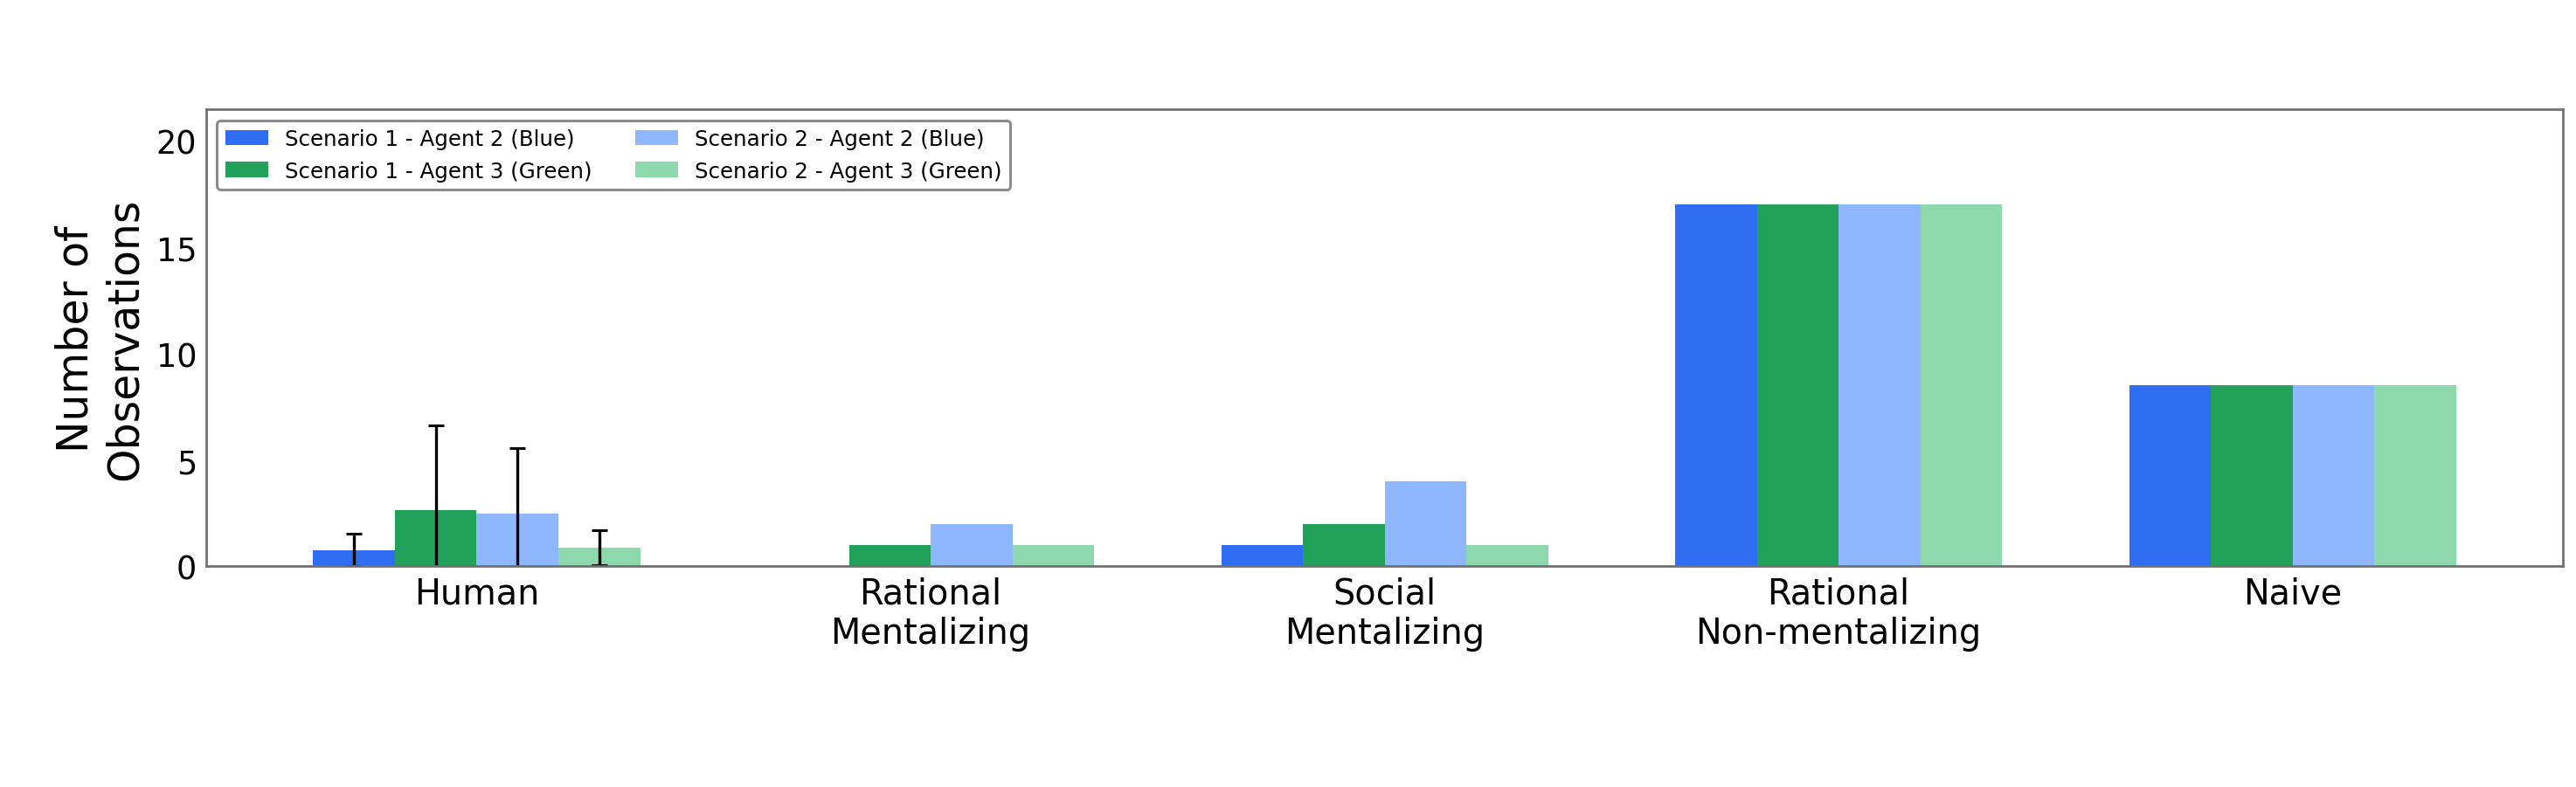 Number of
Observations
20
15
10
5
0
Scenario 1 - Agent 2 (Blue)
Scenario 1 - Agent 3 (Green)
Scenario 2 - Agent 2 (Blue)
Scenario 2 - Agent 3 (Green)
Human
Rational
Mentalizing
Social
Mentalizing
Rational
Non-mentalizing
Naive